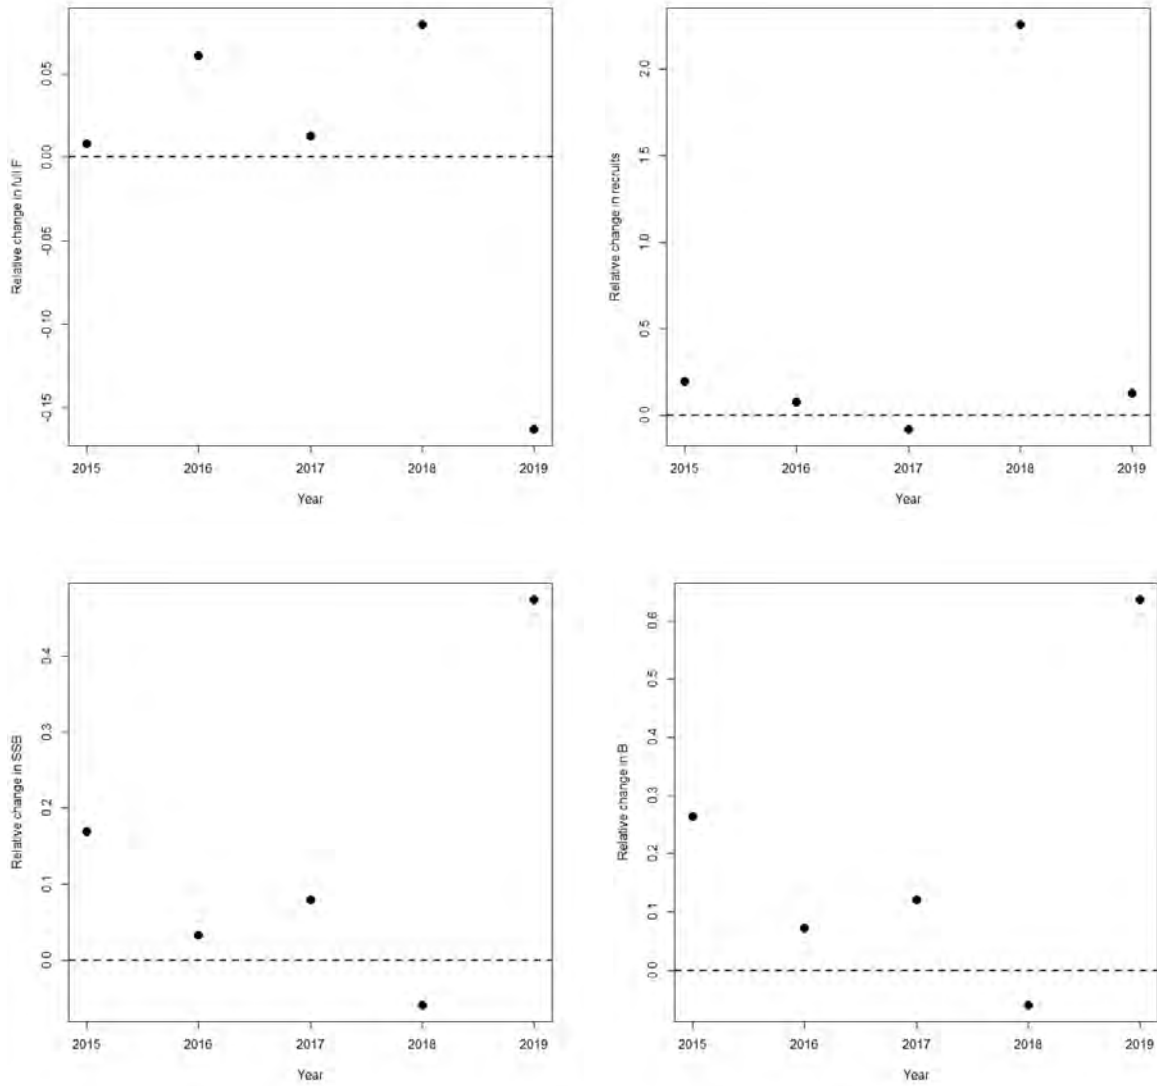 Relative change in full F
0.05
0.00
-0.05
-0.10
-0.15
2015 2016 2017 2018 2019
Year
Relative change in recruits
2.0
1.5
1.0
0.5
0.0
2015 2016 2017 2018 2019
Year
Relative change in SSB
0.4
0.3
0.2
0.1
0.0
2015 2016 2017 2018 2019
Year
Relative change in B
0.6
0.5
0.4
0.3
0.2
0.1
0.0
2015 2016 2017 2018 2019
Year